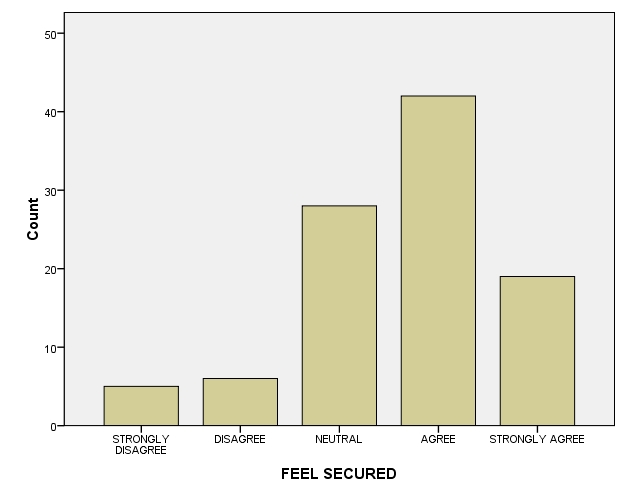 50
40
30
20
10
0
Count
STRONGLY
DISAGREE
DISAGREE
NEUTRAL
AGREE
STRONGLY AGREE
FEEL SECURED